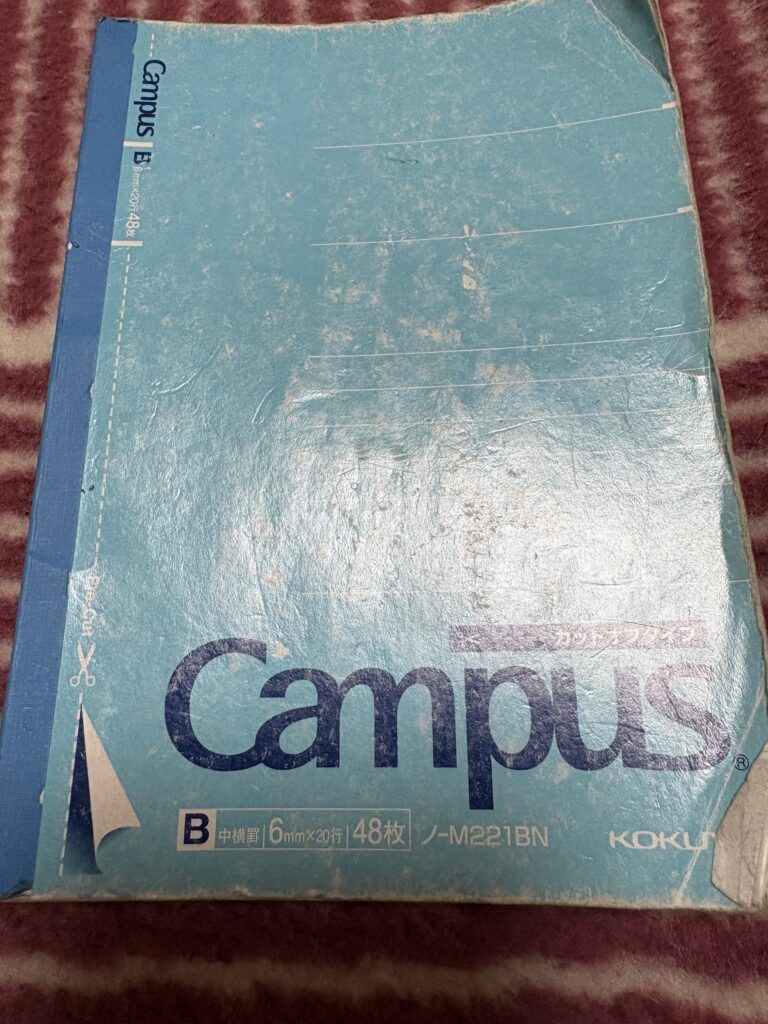 Campus B 6mm×20行 48枚
Pre-Cut
カットオフタイプ
Campus®
B 中横罫 6mm×20行 48枚 ノ-M221BN KOKU